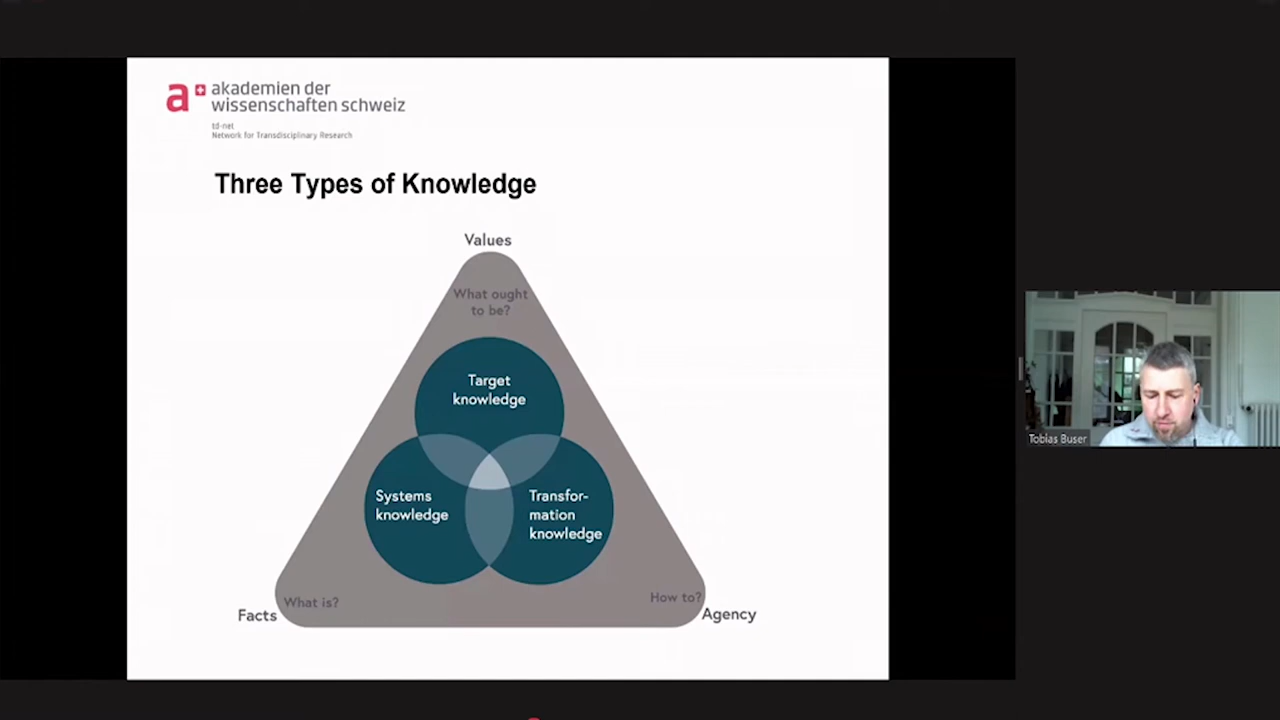 a
akademien der
wissenschaften schweiz
td-net
Network for Transdisciplinary Research
Three Types of Knowledge
Values
What ought
to be?
Target
knowledge
Systems
knowledge
Transfor-
mation
knowledge
What is?
How to?
Facts
Agency
Tobias Buser